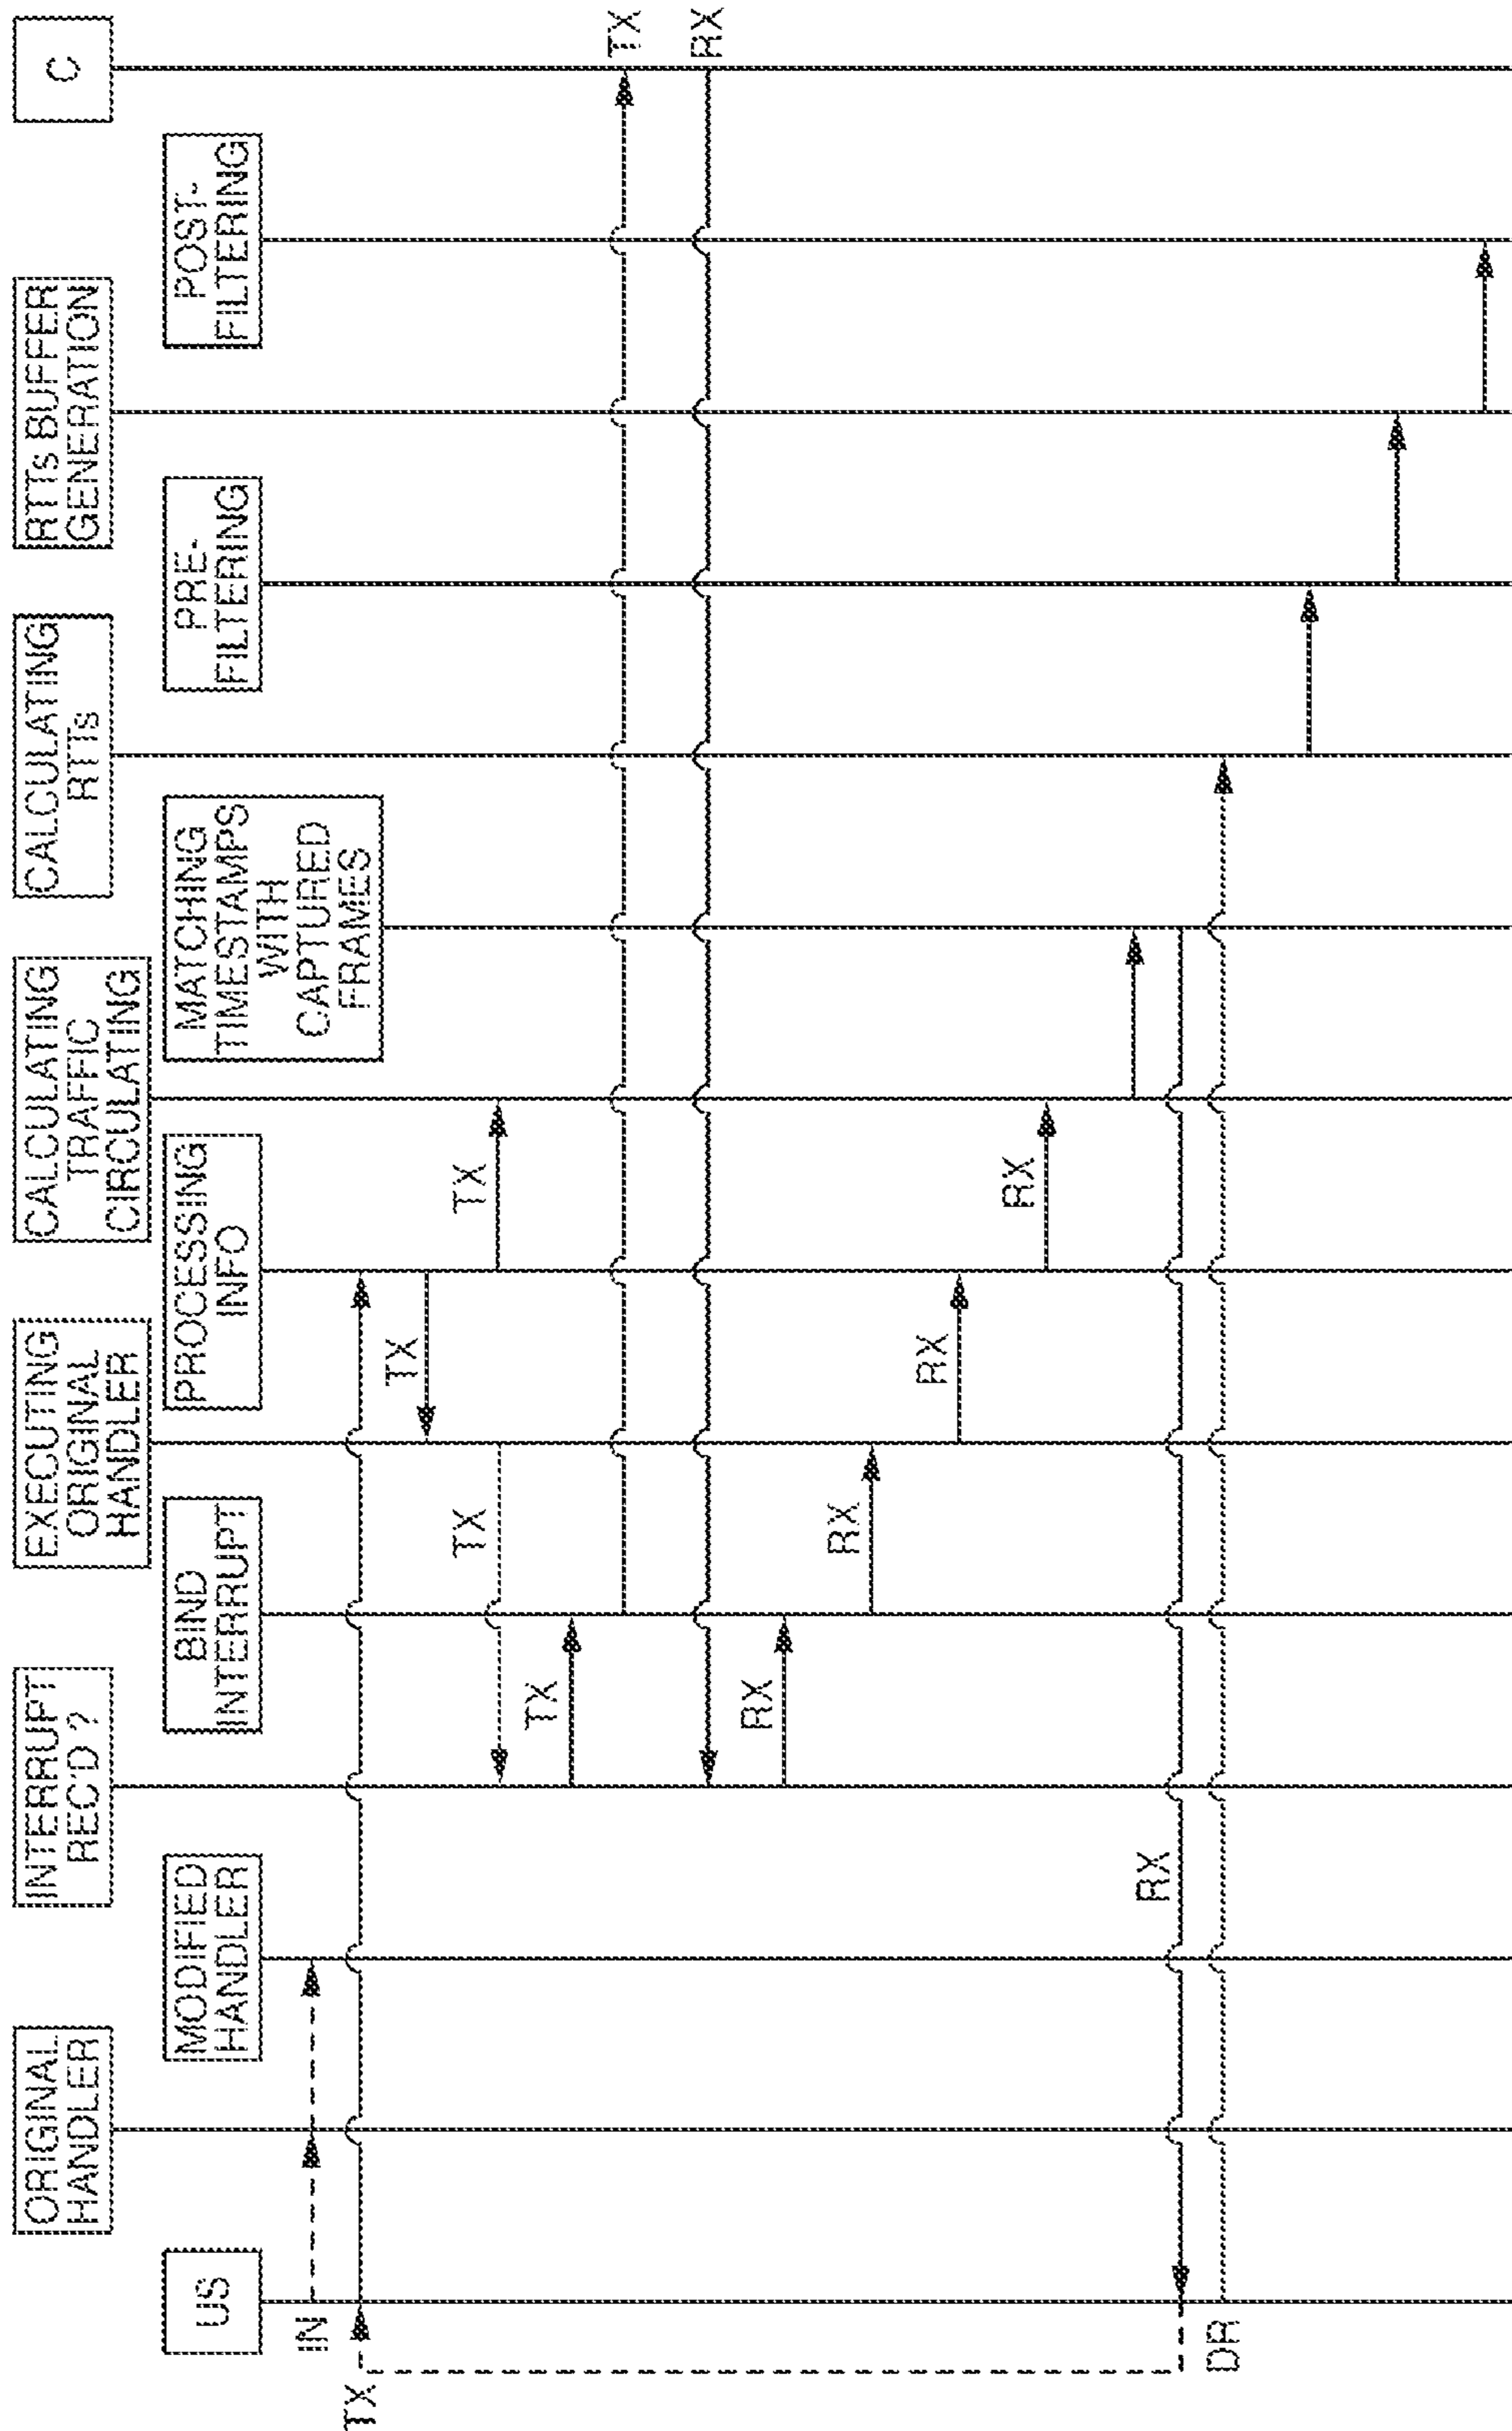 US
ORIGINAL
HANDLER
MODIFIED
HANDLER
INTERRUPT
REC'D ?
BIND
INTERRUPT
EXECUTING
ORIGINAL
HANDLER
PROCESSING
INFO
CALCULATING
TRAFFIC
CIRCULATING
MATCHING
TIMESTAMPS
WITH
CAPTURED
FRAMES
CALCULATING
RTTs
PRE-
FILTERING
RTTs BUFFER
GENERATION
POST-
FILTERING
C
IN
TX
TX
TX
TX
TX
TX
RX
RX
RX
RX
RX
RX
DR